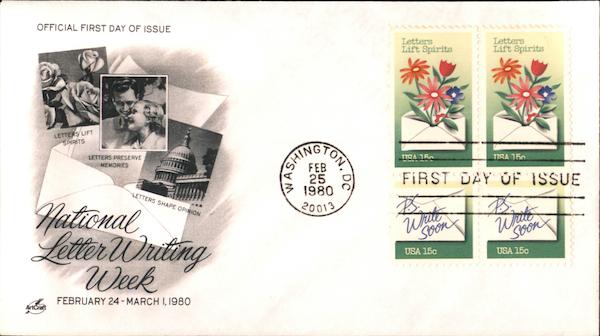 OFFICIAL FIRST DAY OF ISSUE
LETTERS LIFT
SPIRITS
LETTERS PRESERVE
MEMORIES
LETTERS SHAPE OPINION
National
Letter Writing
Week
FEBRUARY 24 - MARCH 1, 1980
ArtCraft
WASHINGTON, DC
FEB
25
1980
20013
Letters
Lift Spirits
USA 15c
Letters
Lift Spirits
USA 15c
FIRST DAY OF ISSUE
P.S.
Write
Soon
USA 15c
P.S.
Write
Soon
USA 15c